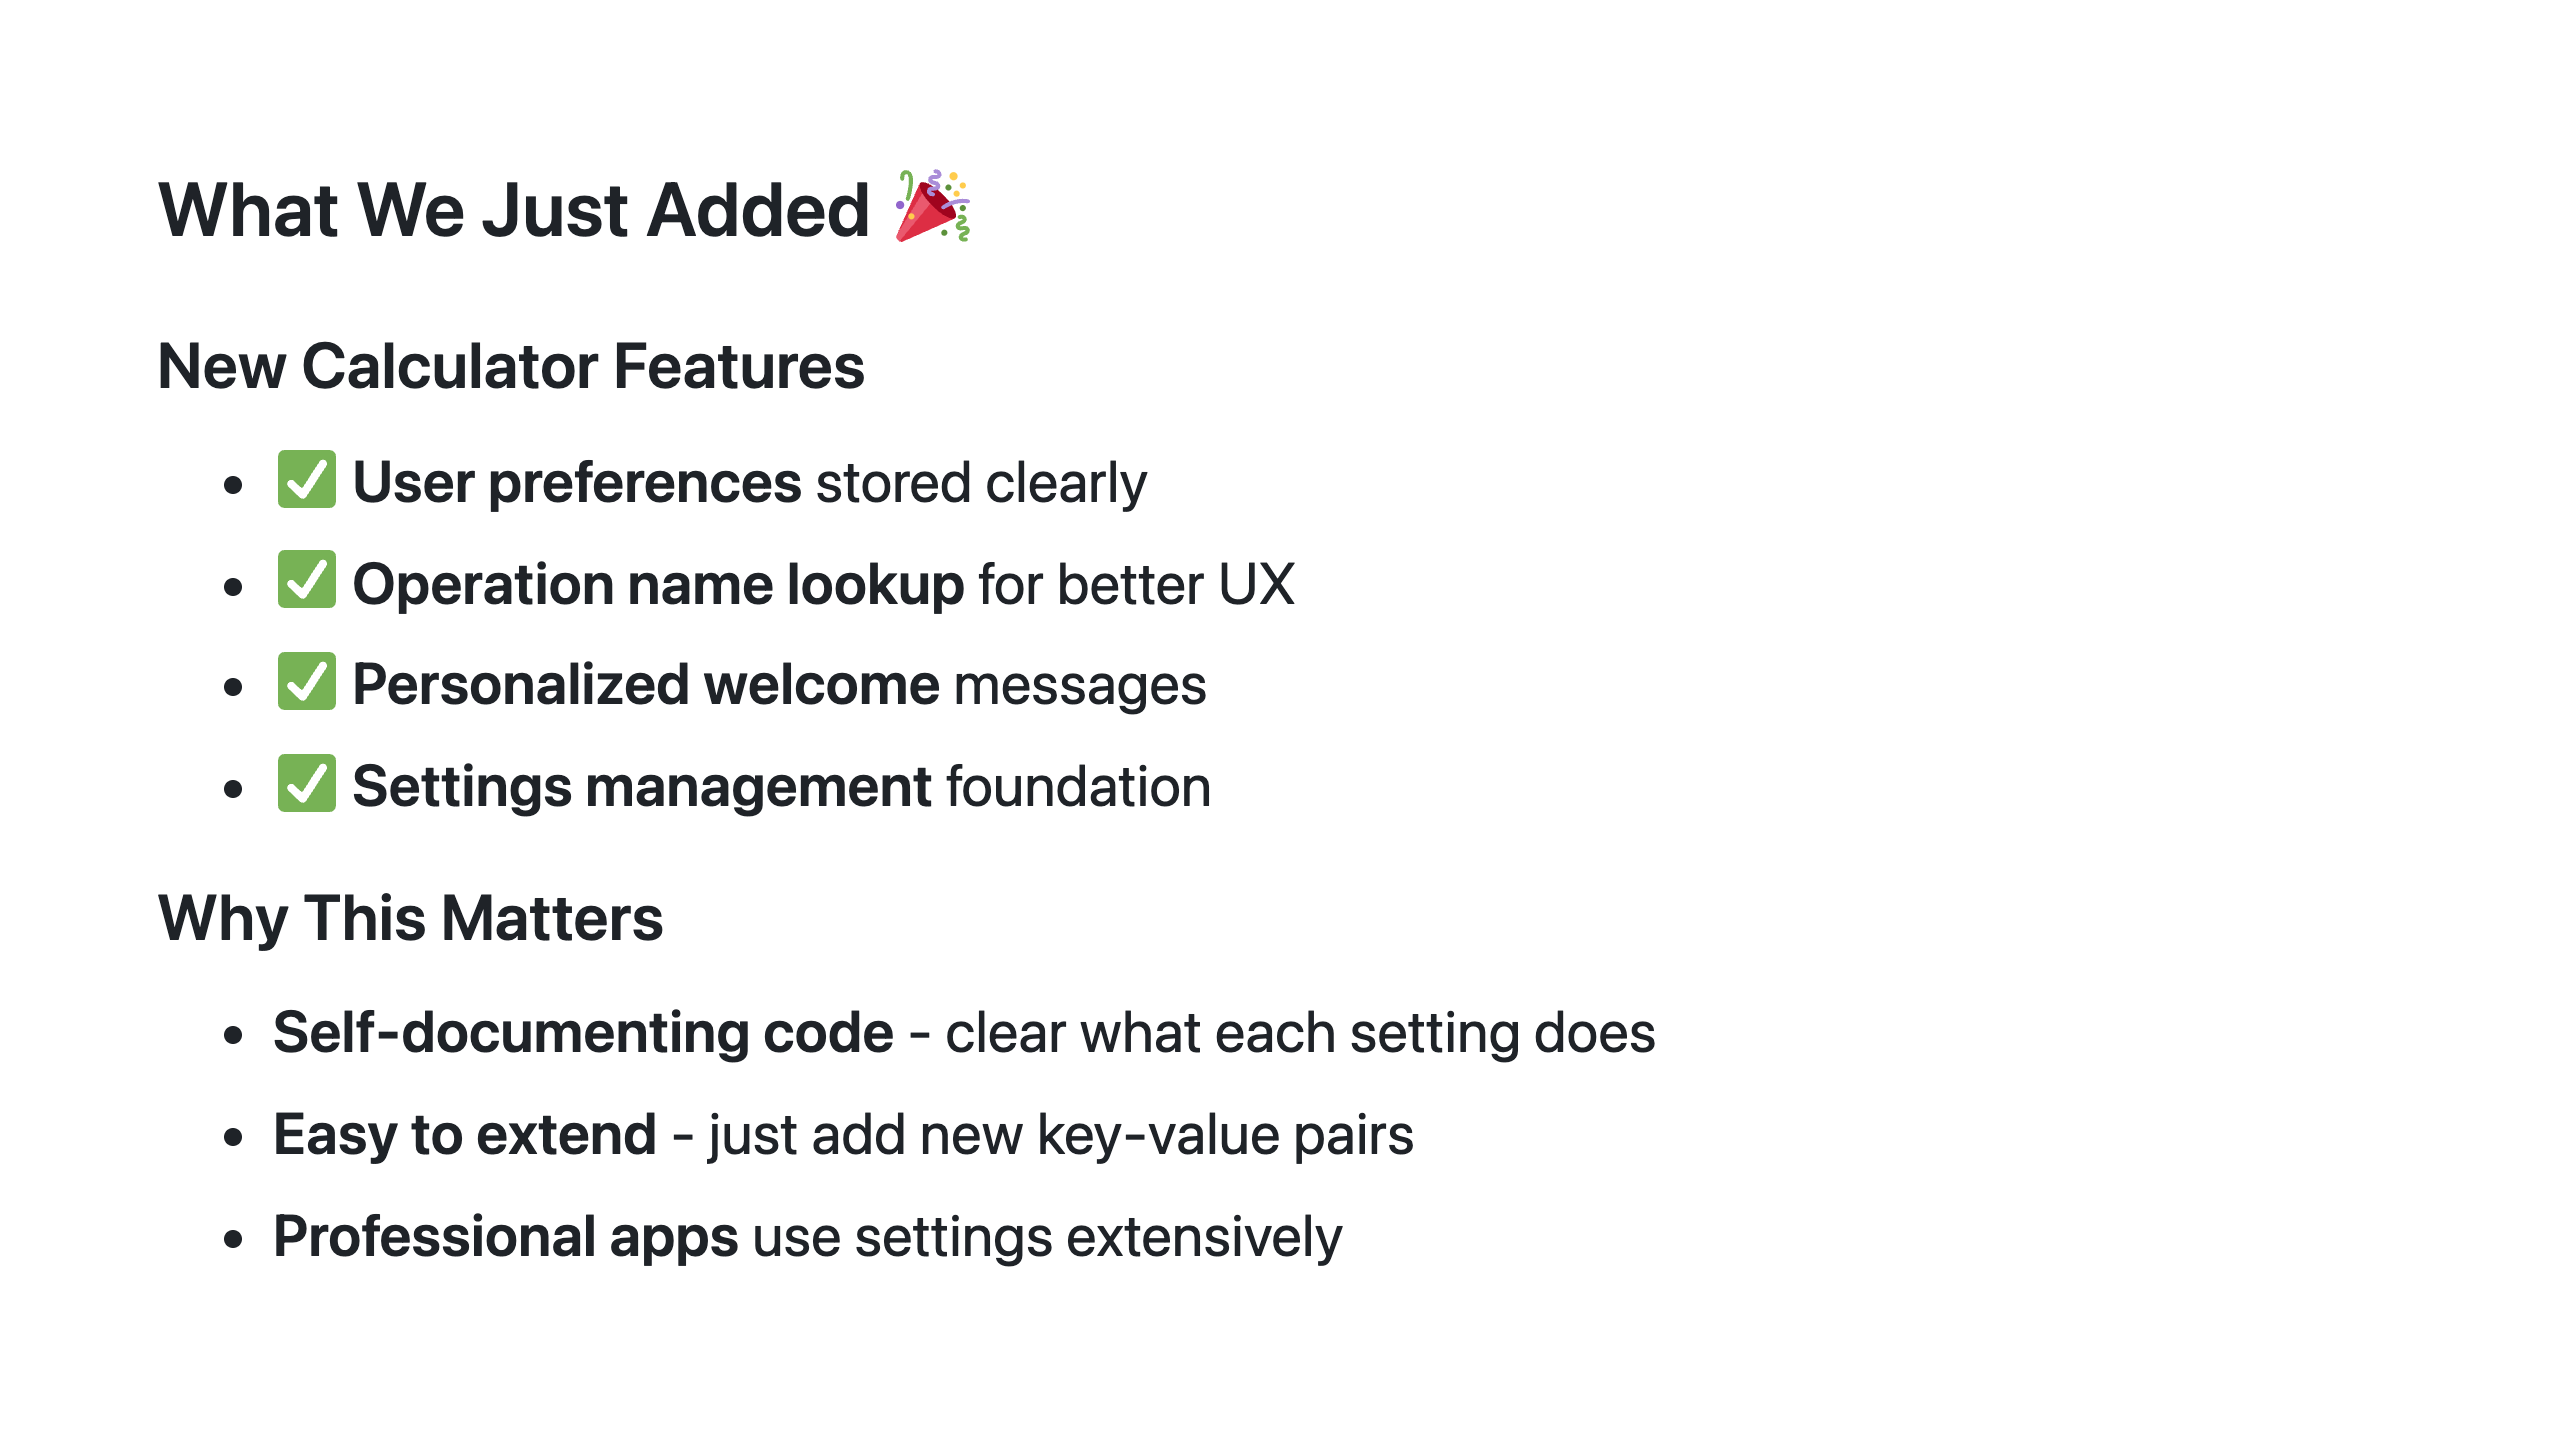 What We Just Added 🎉
New Calculator Features
• ✅ User preferences stored clearly
• ✅ Operation name lookup for better UX
• ✅ Personalized welcome messages
• ✅ Settings management foundation
Why This Matters
• Self-documenting code - clear what each setting does
• Easy to extend - just add new key-value pairs
• Professional apps use settings extensively